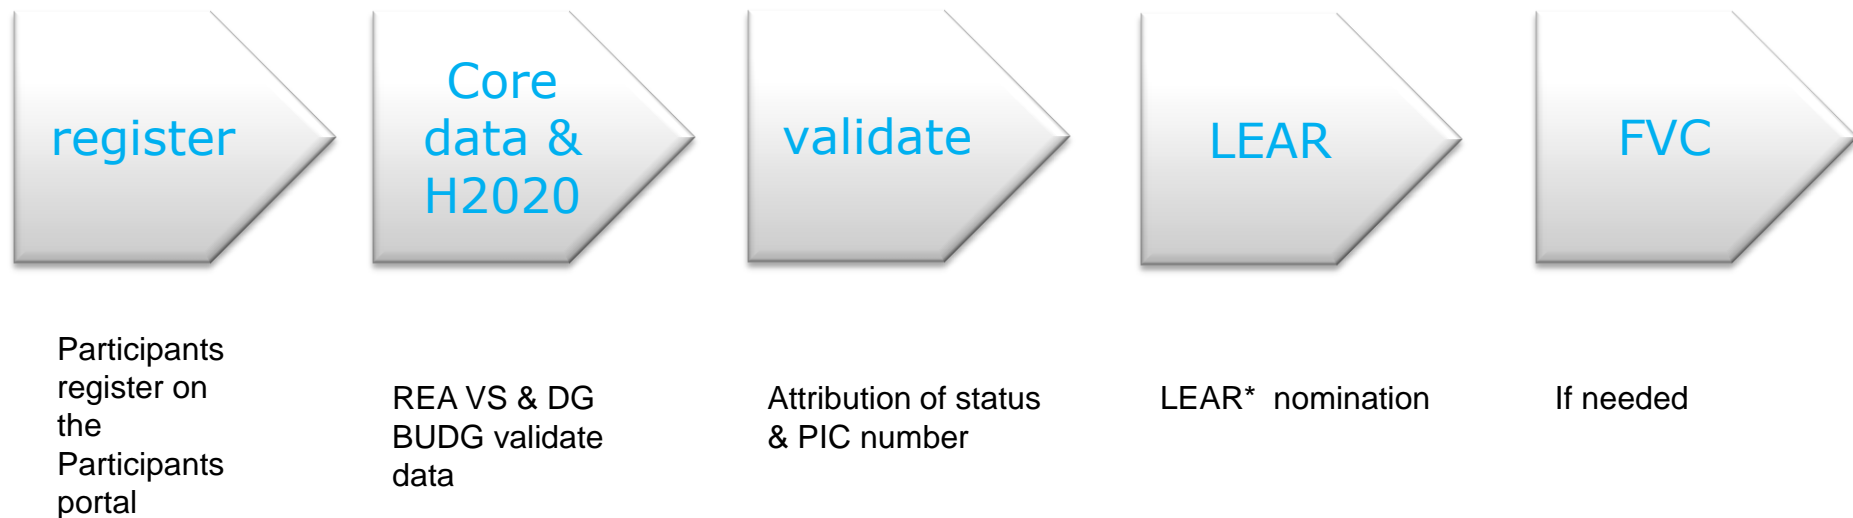 register
Core
data &
H2020
validate
LEAR
FVC
Participants
register on
the
Participants
portal
REA VS & DG
BUDG validate
data
Attribution of status
& PIC number
LEAR*  nomination
If needed